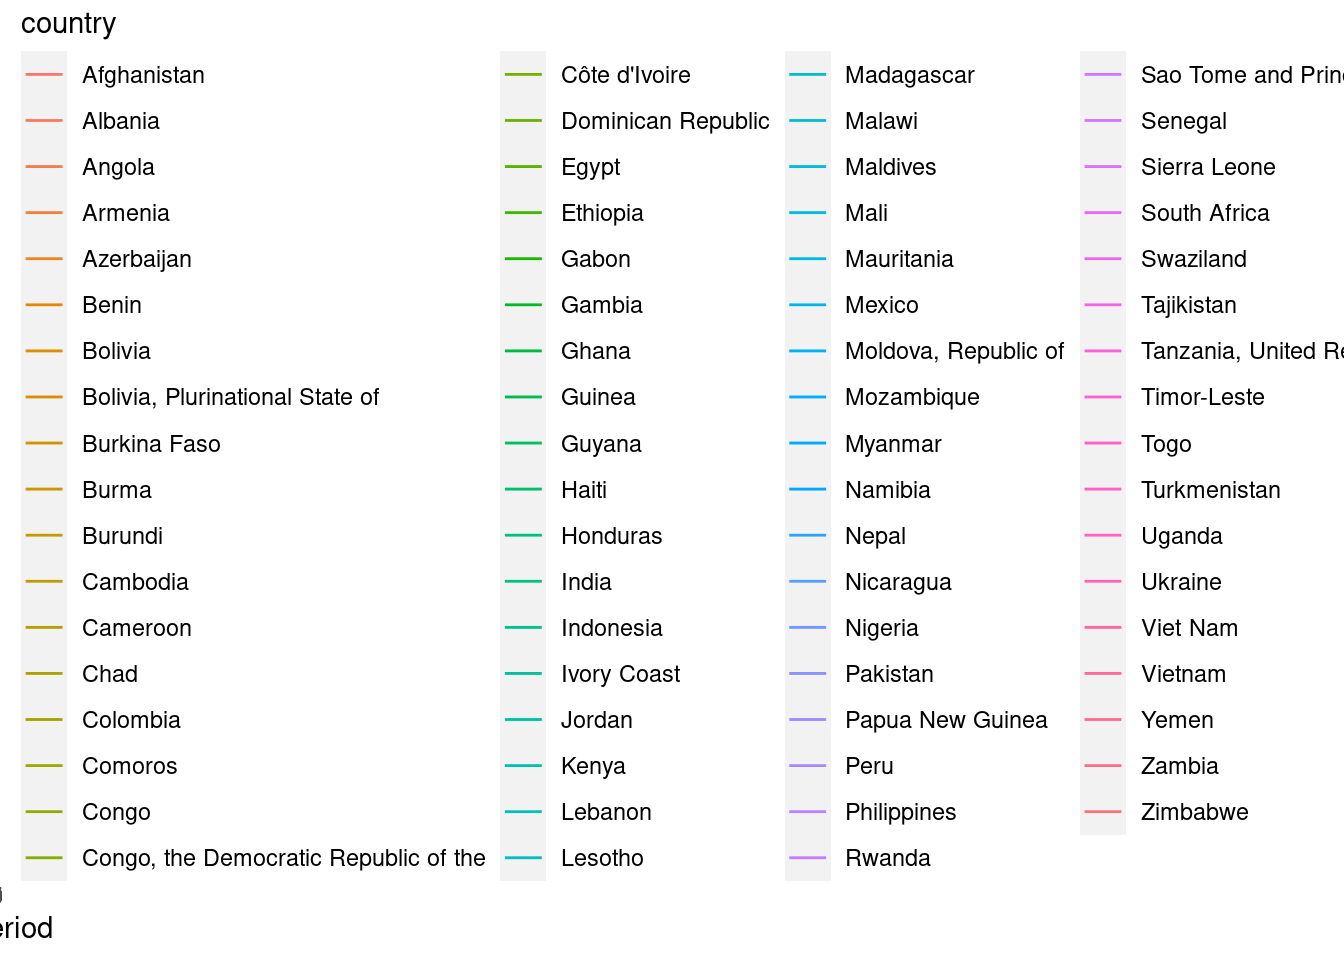 country
Afghanistan
Albania
Angola
Armenia
Azerbaijan
Benin
Bolivia
Bolivia, Plurinational State of
Burkina Faso
Burma
Burundi
Cambodia
Cameroon
Chad
Colombia
Comoros
Congo
Congo, the Democratic Republic of the
Côte d'Ivoire
Dominican Republic
Egypt
Ethiopia
Gabon
Gambia
Ghana
Guinea
Guyana
Haiti
Honduras
India
Indonesia
Ivory Coast
Jordan
Kenya
Lebanon
Lesotho
Madagascar
Malawi
Maldives
Mali
Mauritania
Mexico
Moldova, Republic of
Mozambique
Myanmar
Namibia
Nepal
Nicaragua
Nigeria
Pakistan
Papua New Guinea
Peru
Philippines
Rwanda
Sao Tome and Prin
Senegal
Sierra Leone
South Africa
Swaziland
Tajikistan
Tanzania, United Re
Timor-Leste
Togo
Turkmenistan
Uganda
Ukraine
Viet Nam
Vietnam
Yemen
Zambia
Zimbabwe
eriod